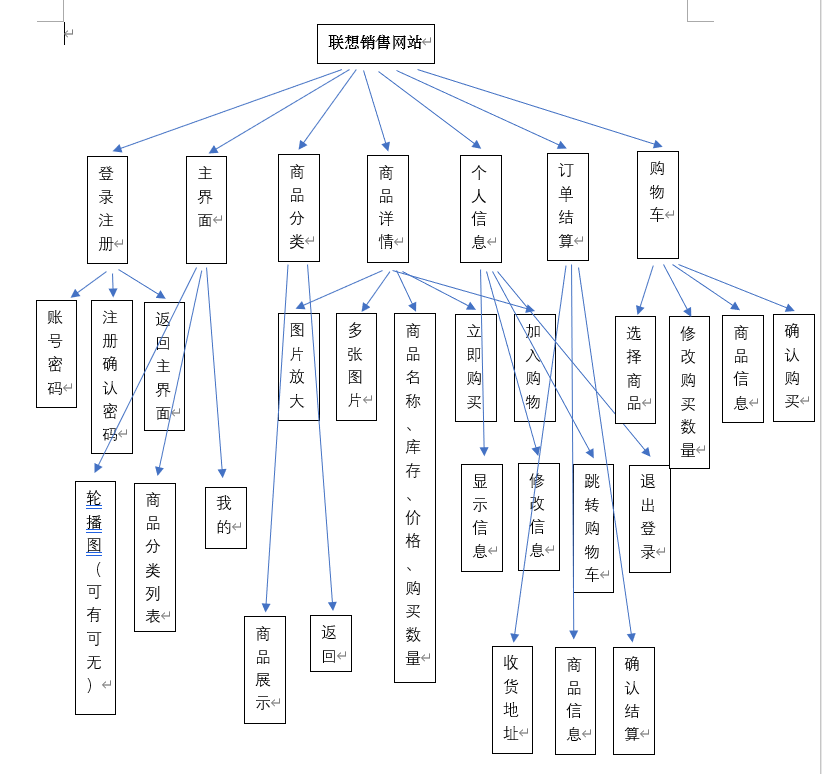 联想销售网站
登录注册
主界面
商品分类
商品详情
个人信息
订单结算
购物车
账号密码
注册确认密码
返回主界面
图片放大
多张图片
商品名称、库存、价格、购买数量
立即购买
加入购物
选择商品
修改购买数量
商品信息
确认购买
轮播图（可有可无）
商品分类列表
我的
显示信息
修改信息
跳转购物车
退出登录
商品展示
返回
收货地址
商品信息
确认结算